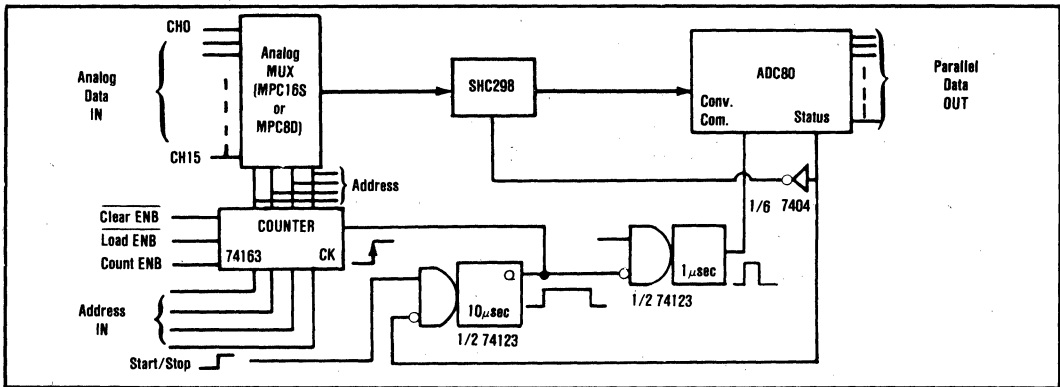 CH0
Analog
Data
IN
CH15
Analog
MUX
(MPC16S
or
MPC8D)
SHC298
ADC80
Conv.
Com.
Status
Parallel
Data
OUT
Address
1/6 7404
Clear ENB
Load ENB
Count ENB
COUNTER
74163
CK
Q
10µsec
1/2 74123
1µsec
1/2 74123
Address
IN
Start/Stop